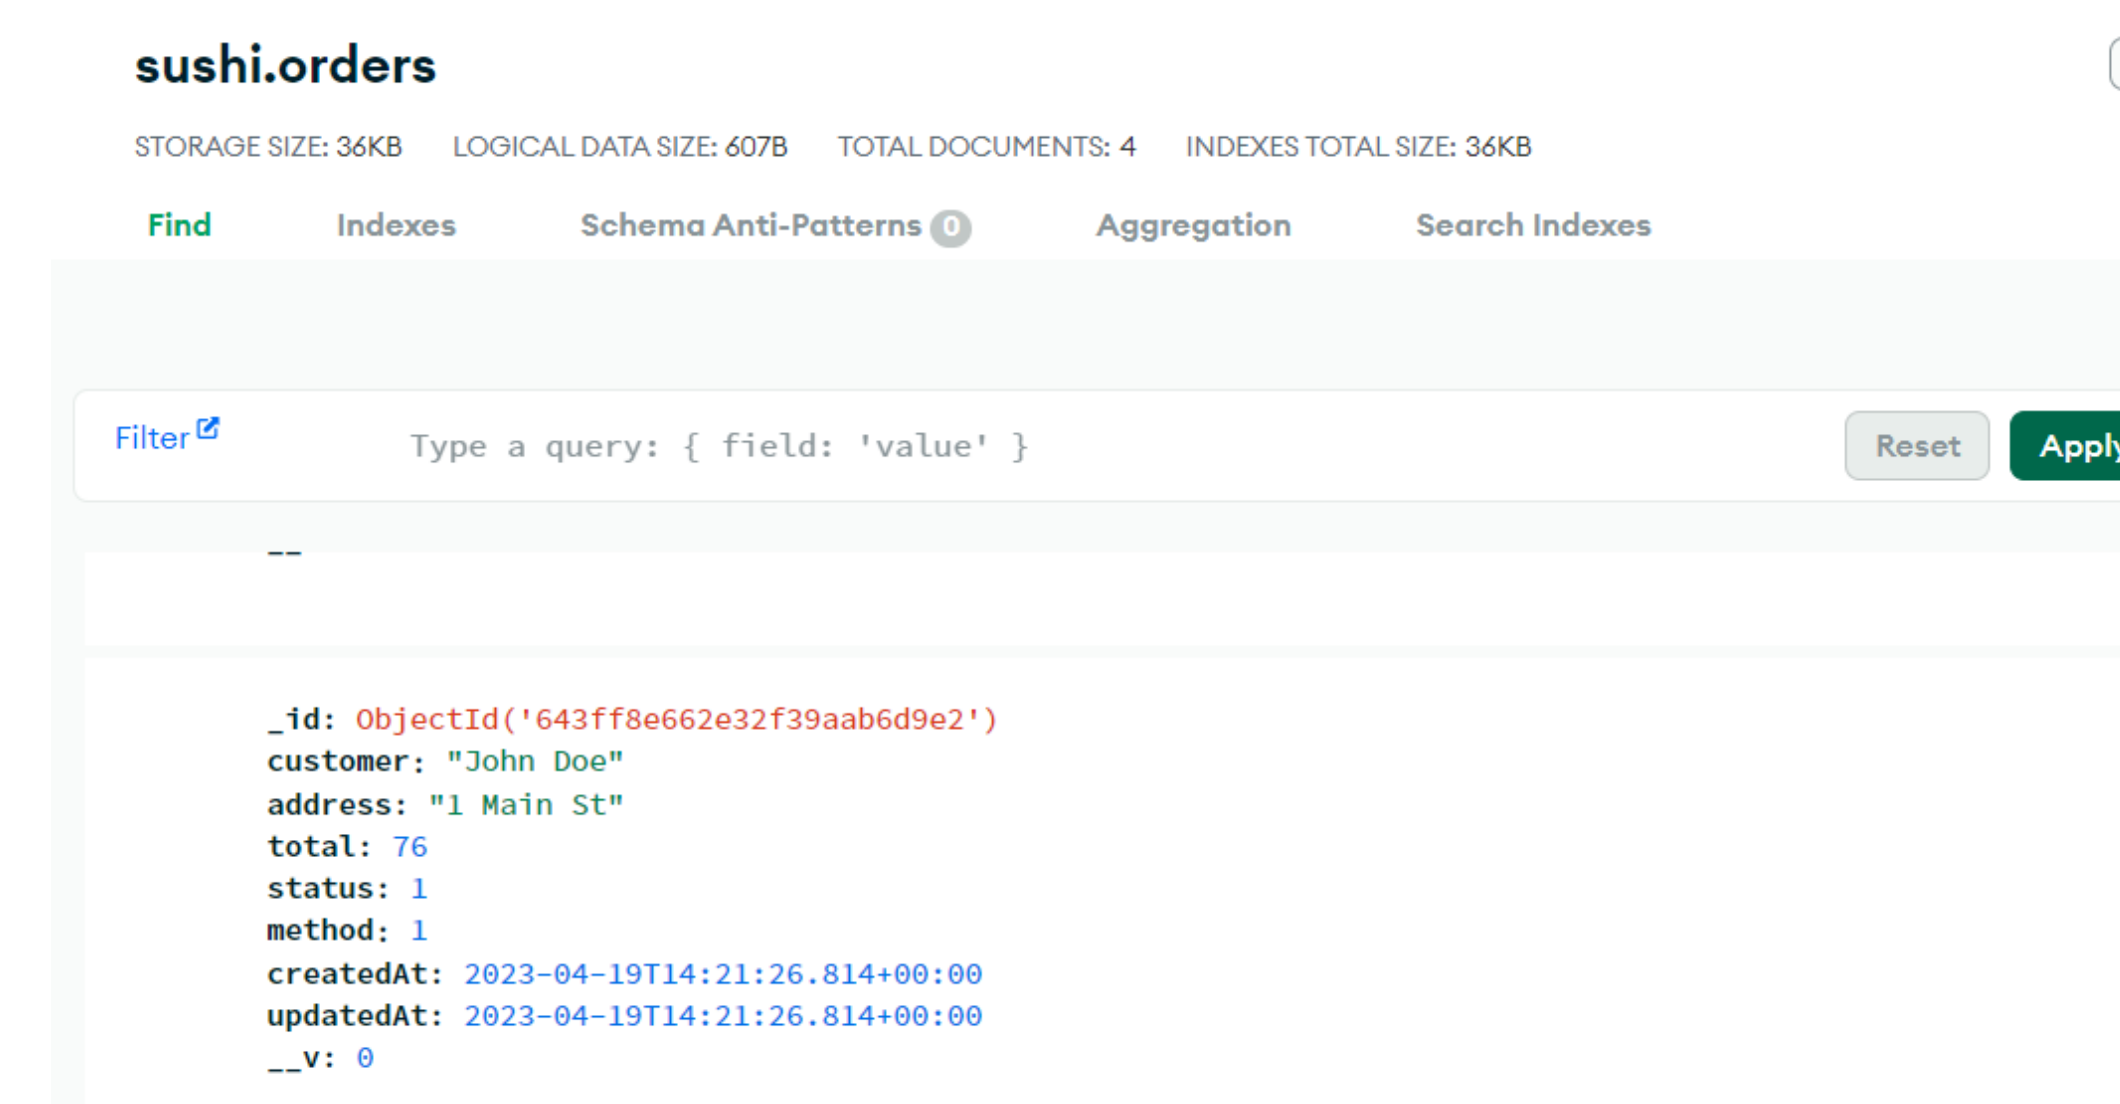 sushi.orders
STORAGE SIZE: 36KB LOGICAL DATA SIZE: 607B TOTAL DOCUMENTS: 4 INDEXES TOTAL SIZE: 36KB
Find Indexes Schema Anti-Patterns 0 Aggregation Search Indexes
Filter Type a query: { field: 'value' } Reset Apply
_id: ObjectId('643ff8e662e32f39aab6d9e2')
customer: "John Doe"
address: "1 Main St"
total: 76
status: 1
method: 1
createdAt: 2023-04-19T14:21:26.814+00:00
updatedAt: 2023-04-19T14:21:26.814+00:00
__v: 0